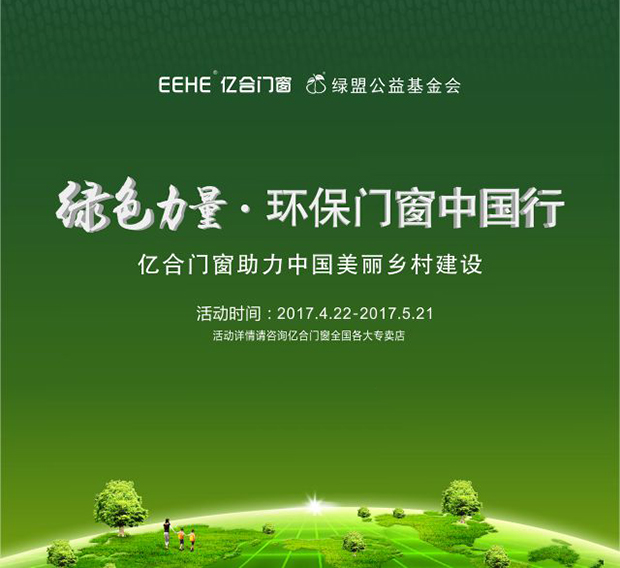 EEHE® 亿合门窗 绿盟公益基金会
绿色力量·环保门窗中国行
亿合门窗助力中国美丽乡村建设
活动时间：2017.4.22-2017.5.21
活动详情请咨询亿合门窗全国各大专卖店